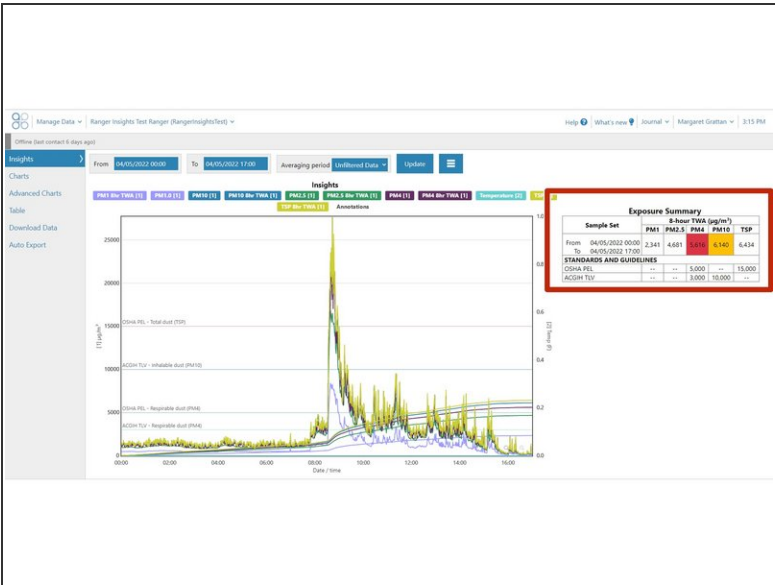 Manage Data Ranger Insights Test Ranger (RangerInsightsTest) Help What's new Journal Margaret Grattan 3:15 PM
Offline (last contact 6 days ago)
Insights
Charts
Advanced Charts
Table
Download Data
Auto Export
From 04/05/2022 00:00 To 04/05/2022 17:00 Averaging period Unfiltered Data Update
Insights
PM1 8hr TWA [1] PM1.0 [1] PM10 [1] PM10 8hr TWA [1] PM2.5 [1] PM2.5 8hr TWA [1] PM4 [1] PM4 8hr TWA [1] Temperature [2]
TSP 8hr TWA [1] Annotations
25000
20000
15000
10000
5000
0
[1] µg/m³
OSHA PEL - Total dust (TSP)
ACGIH TLV - Inhalable dust (PM10)
OSHA PEL - Respirable dust (PM4)
ACGIH TLV - Respirable dust (PM4)
1.0
0.8
0.6
0.4
0.2
0.0
[2] Temp (F)
00:00 02:00 04:00 06:00 08:00 10:00 12:00 14:00 16:00
Date / time
Exposure Summary
Sample Set 8-hour TWA (µg/m³)
PM1 PM2.5 PM4 PM10 TSP
From 04/05/2022 00:00
To 04/05/2022 17:00
2,341 4,681 5,616 6,140 6,434
STANDARDS AND GUIDELINES
OSHA PEL -- -- 5,000 -- 15,000
ACGIH TLV -- -- 3,000 10,000 --